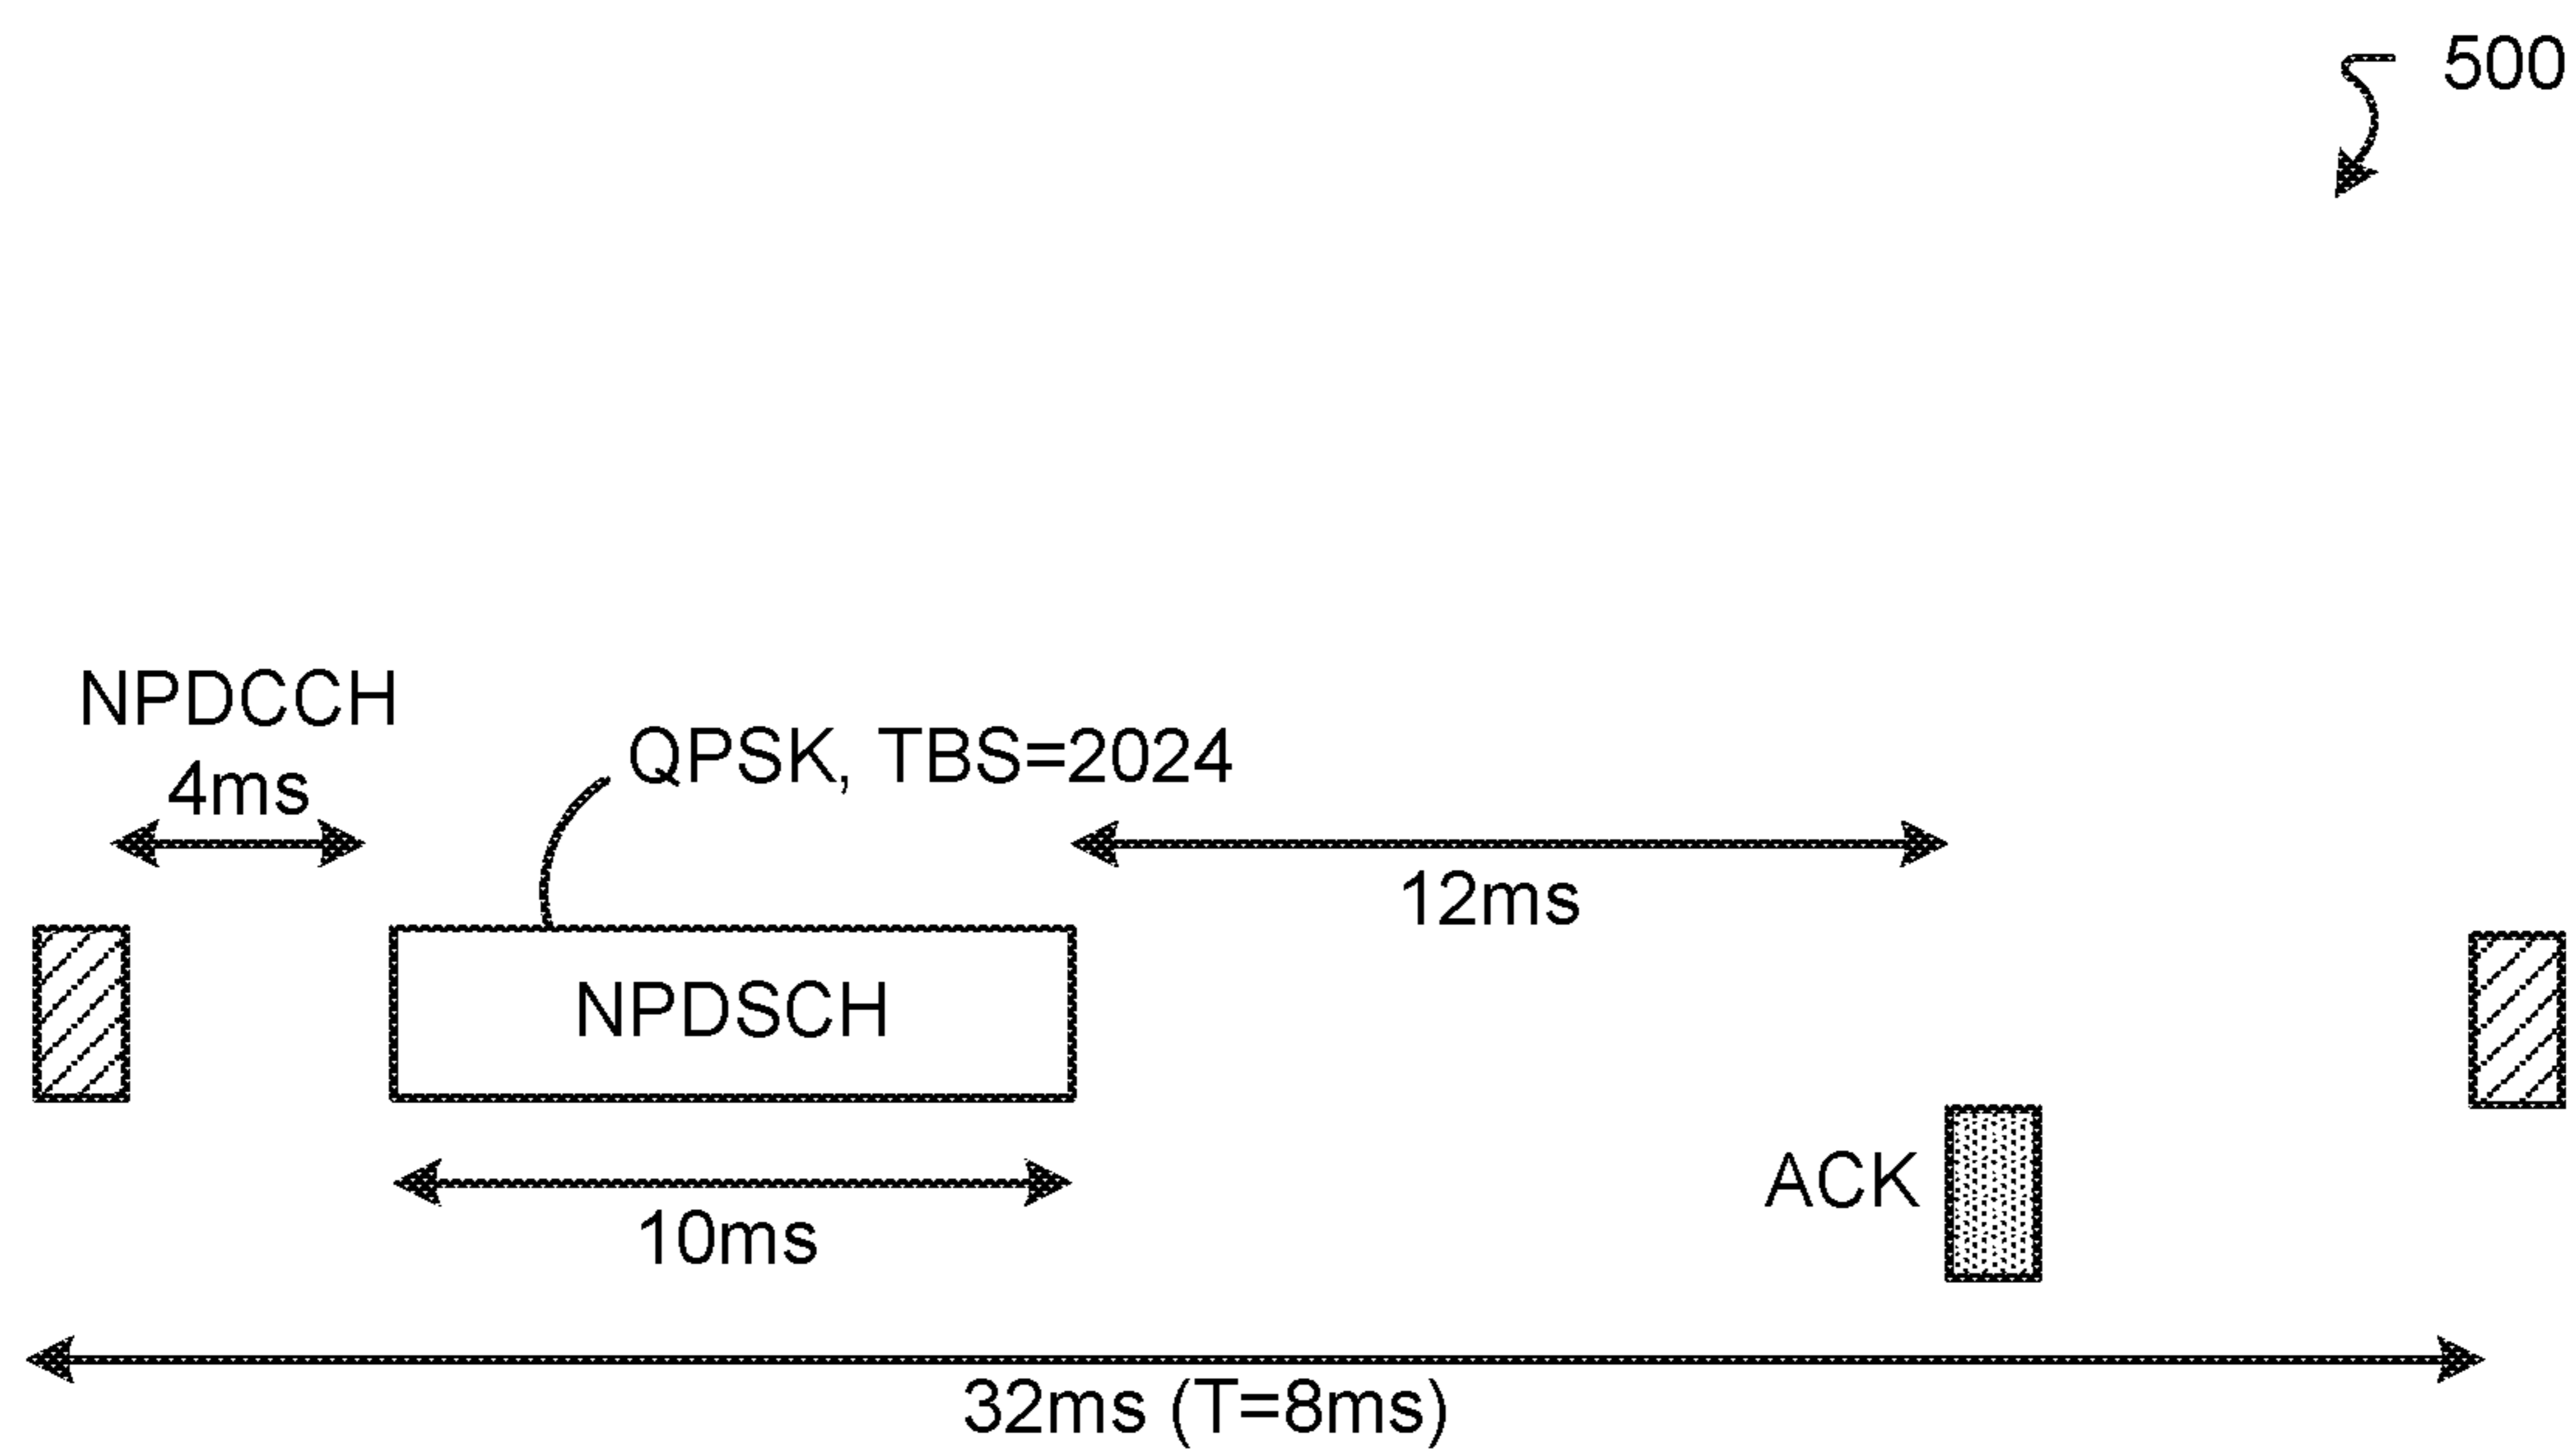 500
NPDCCH
4ms
QPSK, TBS=2024
12ms
NPDSCH
10ms
ACK
32ms (T=8ms)